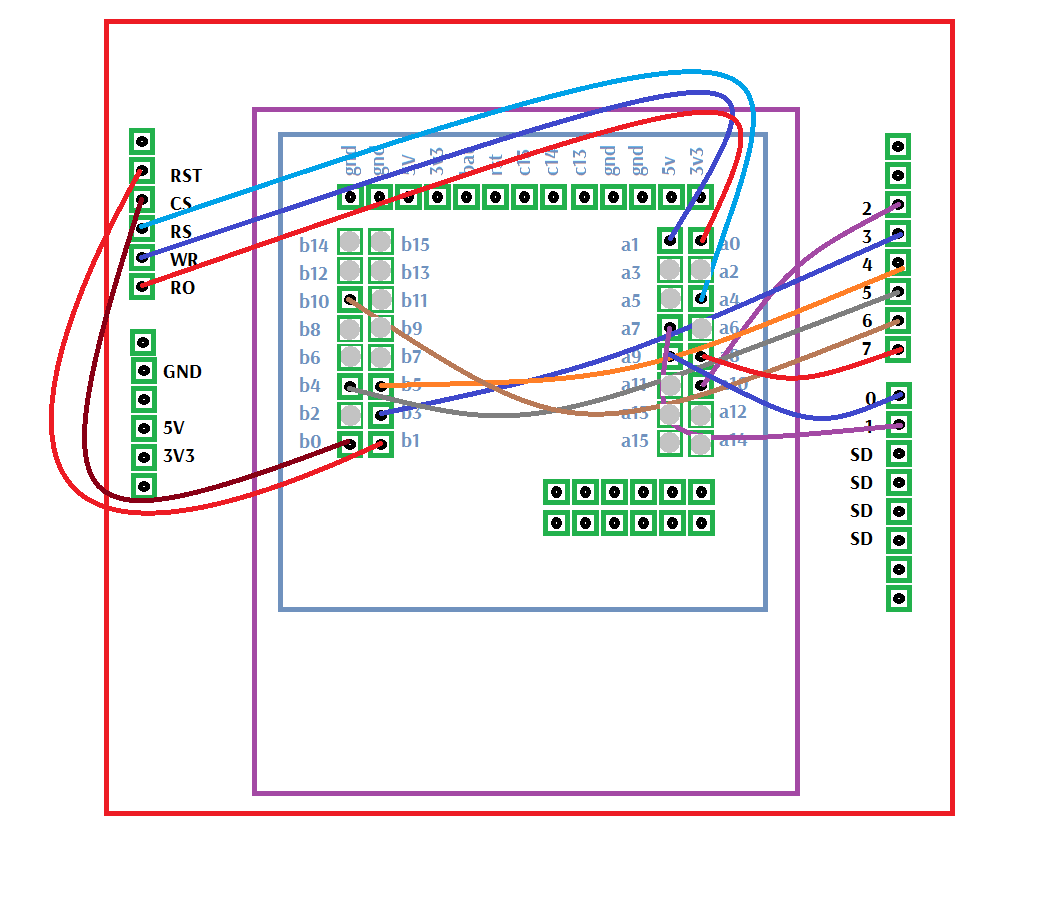 gnd gnd 5V 3v3 bat rst c15 c14 c13 gnd gnd 5v 3v3
RST
CS
RS
WR
RO
GND
5V
3V3
b14 b15
b12 b13
b10 b11
b8 b9
b6 b7
b4 b5
b2 b3
b0 b1
a1 a0
a3 a2
a5 a4
a7 a6
a9 a8
a11 a10
a13 a12
a15 a14
2
3
4
5
6
7
0
1
SD
SD
SD
SD